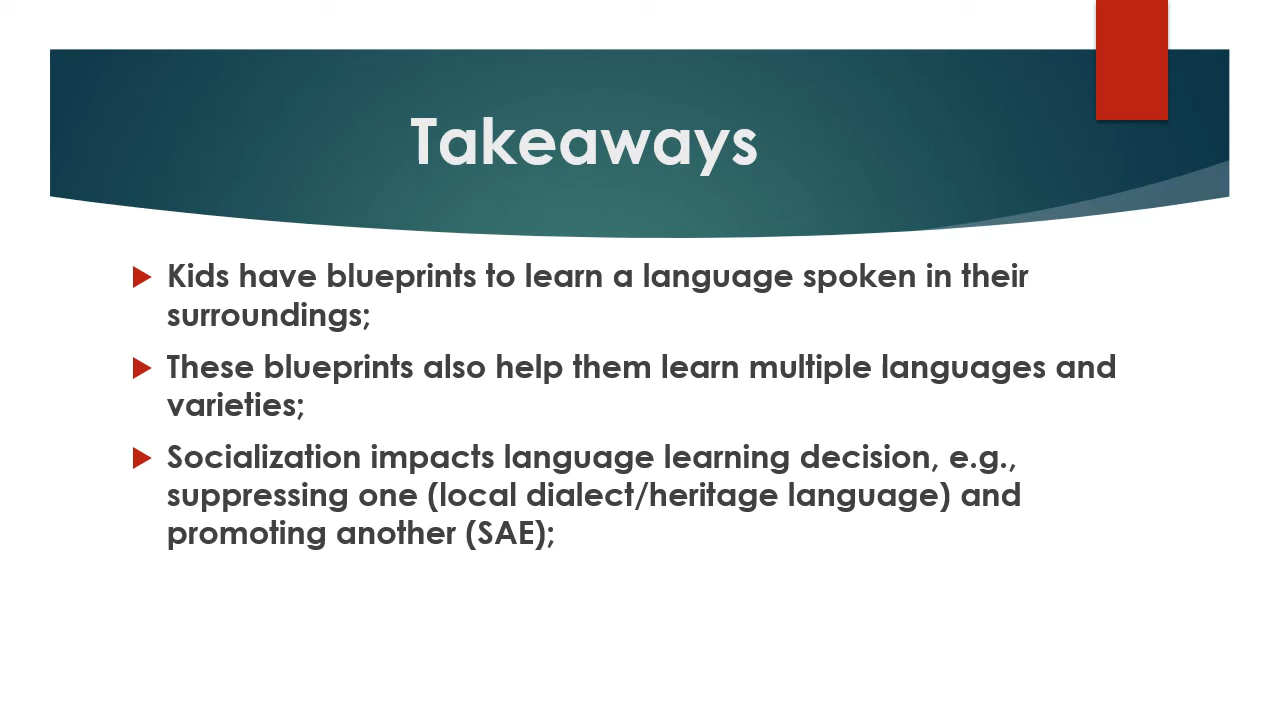 Takeaways
Kids have blueprints to learn a language spoken in their
surroundings;
These blueprints also help them learn multiple languages and
varieties;
Socialization impacts language learning decision, e.g.,
suppressing one (local dialect/heritage language) and
promoting another (SAE);